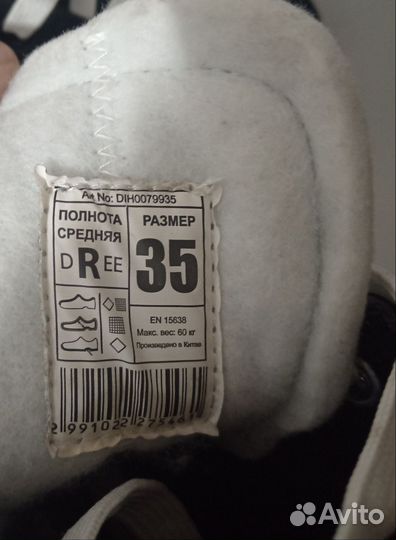 Art No: DIH0079935
ПОЛНОТА
СРЕДНЯЯ
D R EE
РАЗМЕР
35
EN 15638
Макс. вес: 60 кг
Произведено в Китае
Avito